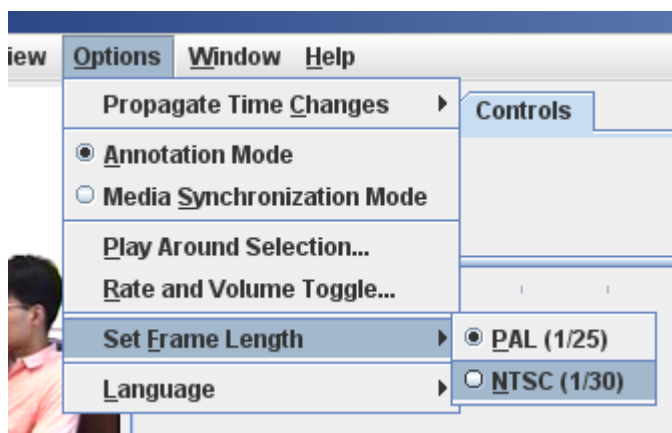 iew Options Window Help
Propagate Time Changes
Controls
Annotation Mode
Media Synchronization Mode
Play Around Selection...
Rate and Volume Toggle...
Set Frame Length
PAL (1/25)
NTSC (1/30)
Language